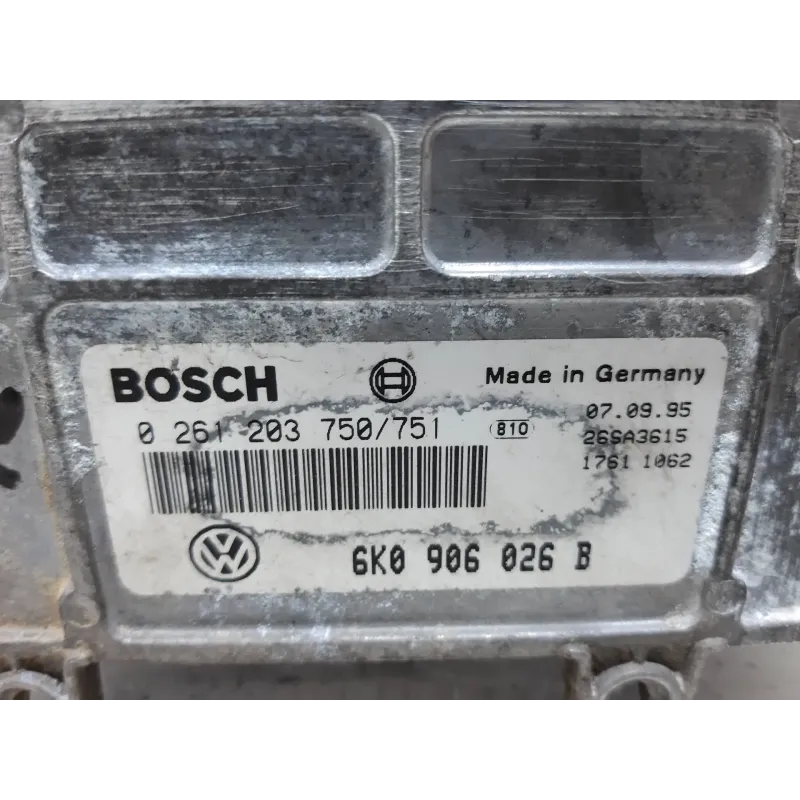 BOSCH
Made in Germany
0 261 203 750/751
810
07.09.95
26SA3615
1761 1062
VW
6K0 906 026 B